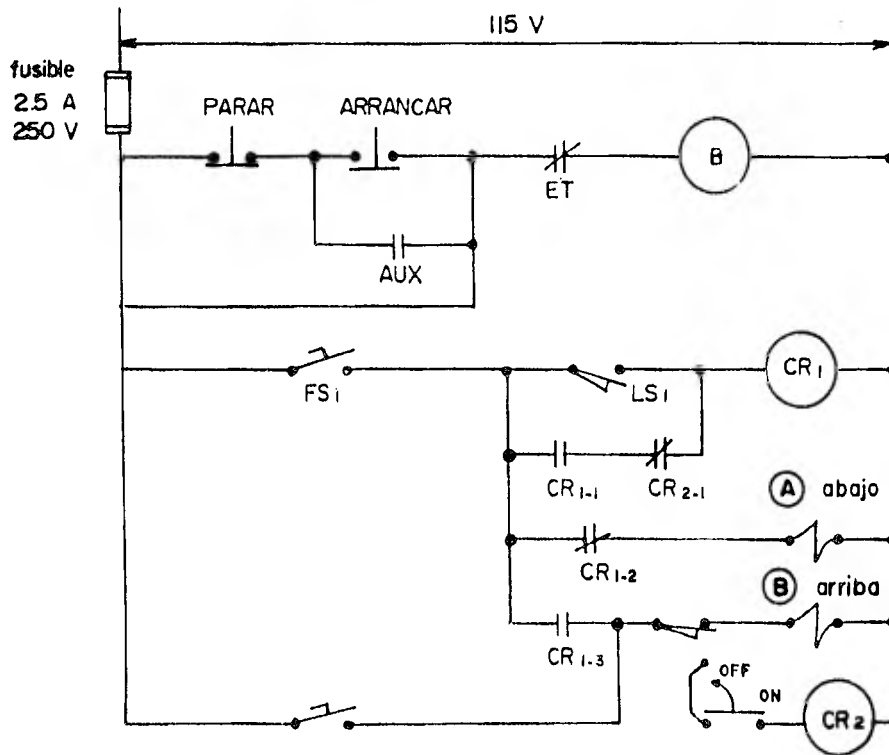 115 V
fusible
2.5 A
250 V
PARAR
ARRANCAR
B
ET
AUX
FS1
LS1
CR1
CR1-1
CR2-1
A abajo
CR1-2
B arriba
CR1-3
OFF
ON
CR2